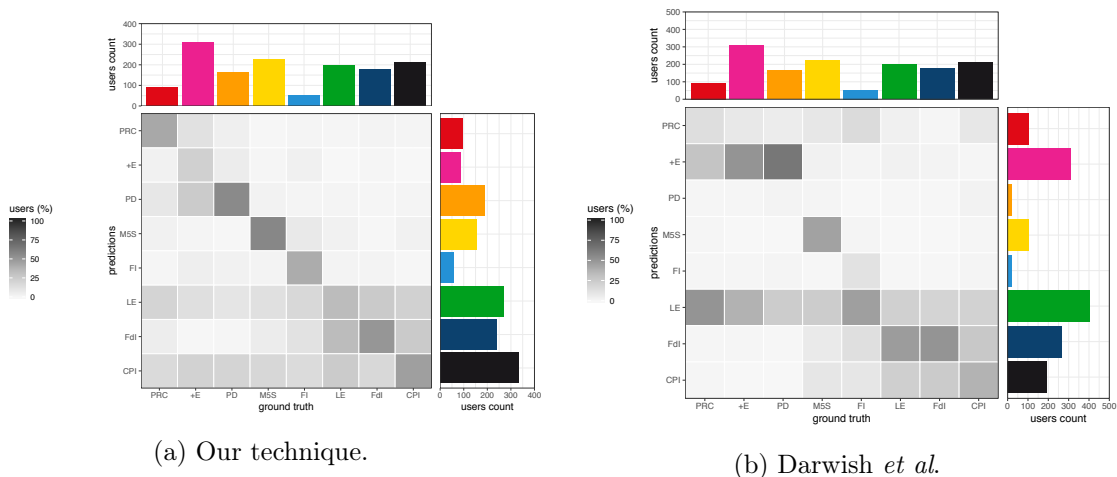 400
300
200
100
0
users count
PRC
+E
PD
M5S
FI
LE
FdI
CPI
predictions
users (%)
100
75
50
25
0
PRC +E PD M5S FI LE FdI CPI
ground truth
0 100 200 300 400
users count
(a) Our technique.
500
400
300
200
100
0
users count
PRC
+E
PD
M5S
FI
LE
FdI
CPI
predictions
users (%)
100
75
50
25
0
PRC +E PD M5S FI LE FdI CPI
ground truth
0 100 200 300 400 500
users count
(b) Darwish et al.